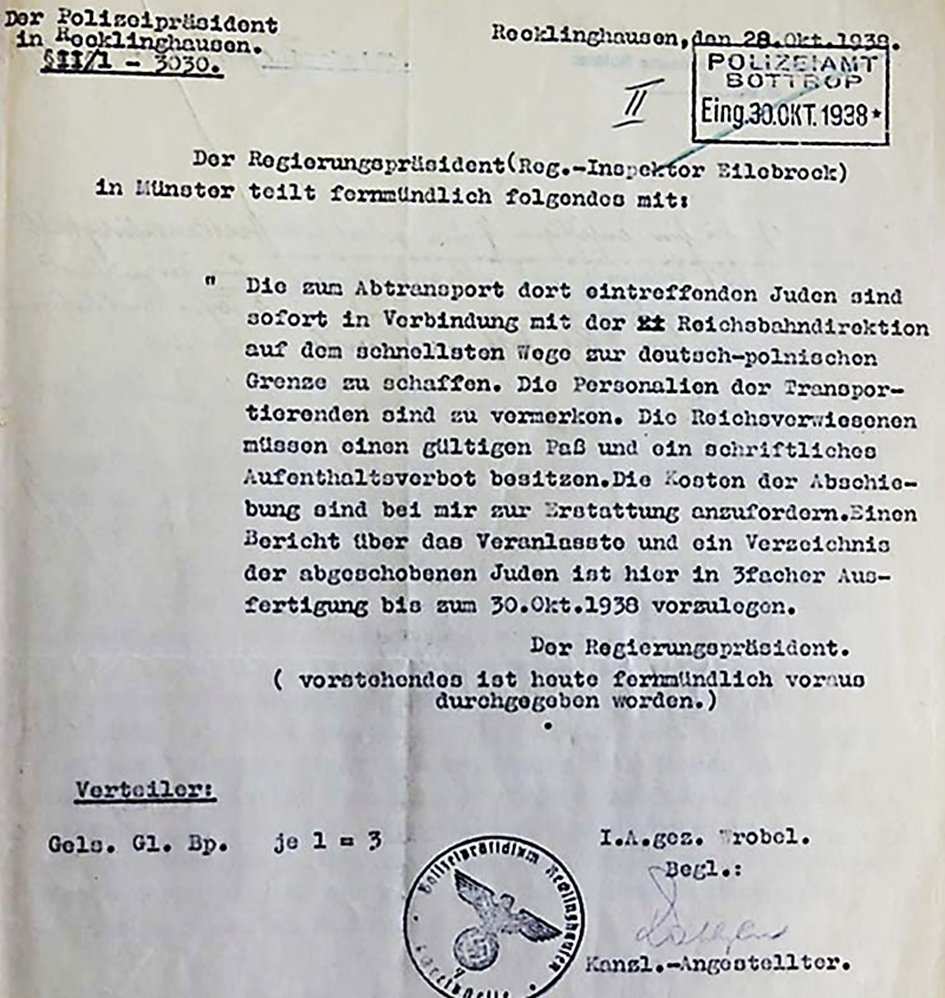 Der Polizeipräsident
in Recklinghausen.
SII/1 - 3030.
Recklinghausen, den 28.Okt.1938.
POLIZEIAMT
BOTTROP
Eing.30.OKT.1938*
II
Der Regierungspräsident(Reg.-Inspektor Eilebrock)
in Münster teilt fernmündlich folgendes mit:
" Die zum Abtransport dort eintreffenden Juden sind
sofort in Verbindung mit der Reichsbahndirektion
auf dem schnellsten Wege zur deutsch-polnischen
Grenze zu schaffen. Die Personalien der Transpor-
tierenden sind zu vermerken. Die Reichsverwiesenen
müssen einen gültigen Paß und ein schriftliches
Aufenthaltsverbot besitzen.Die Kosten der Abschie-
bung sind bei mir zur Erstattung anzufordern.Einen
Bericht über das Veranlasste und ein Verzeichnis
der abgeschobenen Juden ist hier in 3facher Aus-
fertigung bis zum 30.Okt.1938 vorzulegen.
Der Regierungspräsident.
( vorstehendes ist heute fernmündlich voraus
durchgegeben worden.)
Verteiler:
Gels. Gl. Bp. je 1 = 3
I.A.gez. Wrobel.
Begl.:
Kanzl.-Angestellter.
Polizeipräsidium Recklinghausen